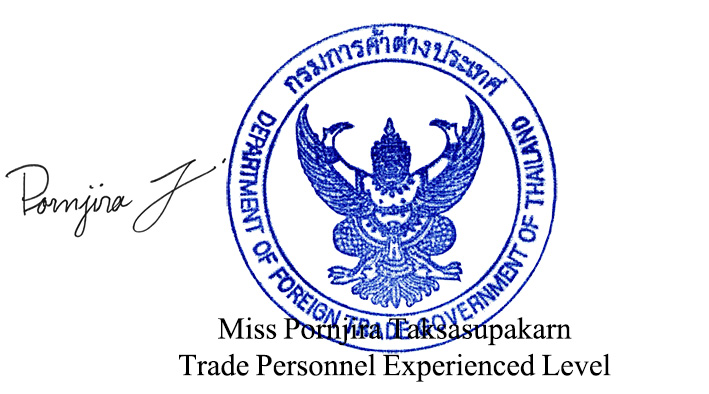 กรมการค้าต่างประเทศ
DEPARTMENT OF FOREIGN TRADE GOVERNMENT OF THAILAND
Pornjira T.
Miss Pornjira Taksasupakarn
Trade Personnel Experienced Level